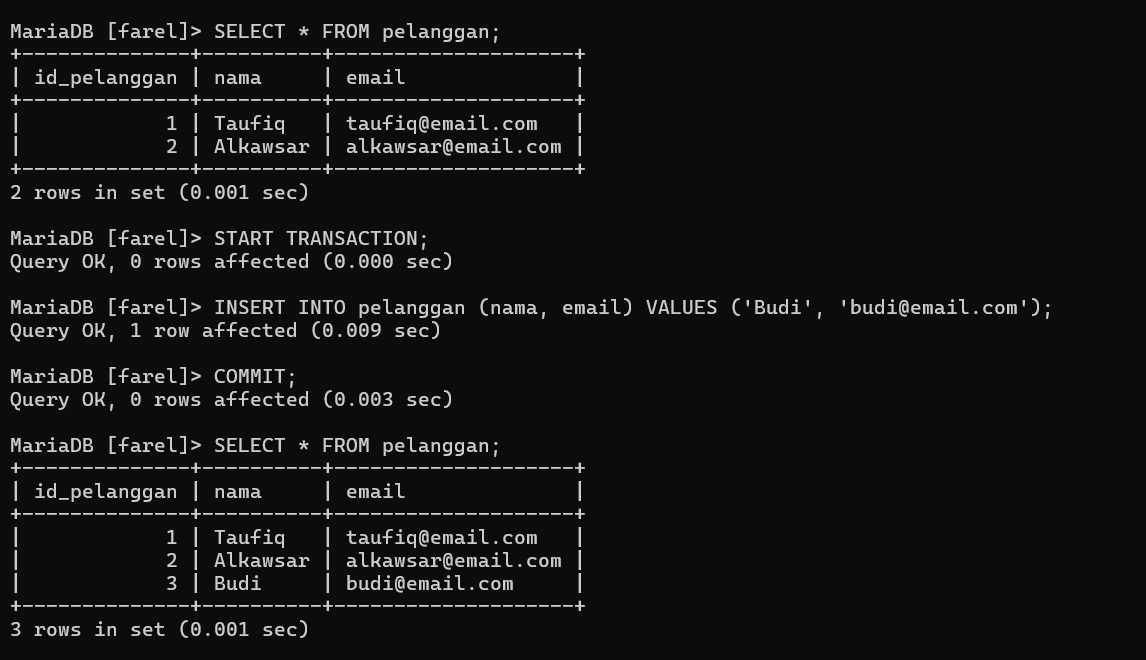 MariaDB [farel]> SELECT * FROM pelanggan;
+--------------+----------+--------------------+
| id_pelanggan | nama     | email              |
+--------------+----------+--------------------+
|            1 | Taufiq   | taufiq@email.com   |
|            2 | Alkawsar | alkawsar@email.com |
+--------------+----------+--------------------+
2 rows in set (0.001 sec)
MariaDB [farel]> START TRANSACTION;
Query OK, 0 rows affected (0.000 sec)
MariaDB [farel]> INSERT INTO pelanggan (nama, email) VALUES ('Budi', 'budi@email.com');
Query OK, 1 row affected (0.009 sec)
MariaDB [farel]> COMMIT;
Query OK, 0 rows affected (0.003 sec)
MariaDB [farel]> SELECT * FROM pelanggan;
+--------------+----------+--------------------+
| id_pelanggan | nama     | email              |
+--------------+----------+--------------------+
|            1 | Taufiq   | taufiq@email.com   |
|            2 | Alkawsar | alkawsar@email.com |
|            3 | Budi     | budi@email.com     |
+--------------+----------+--------------------+
3 rows in set (0.001 sec)